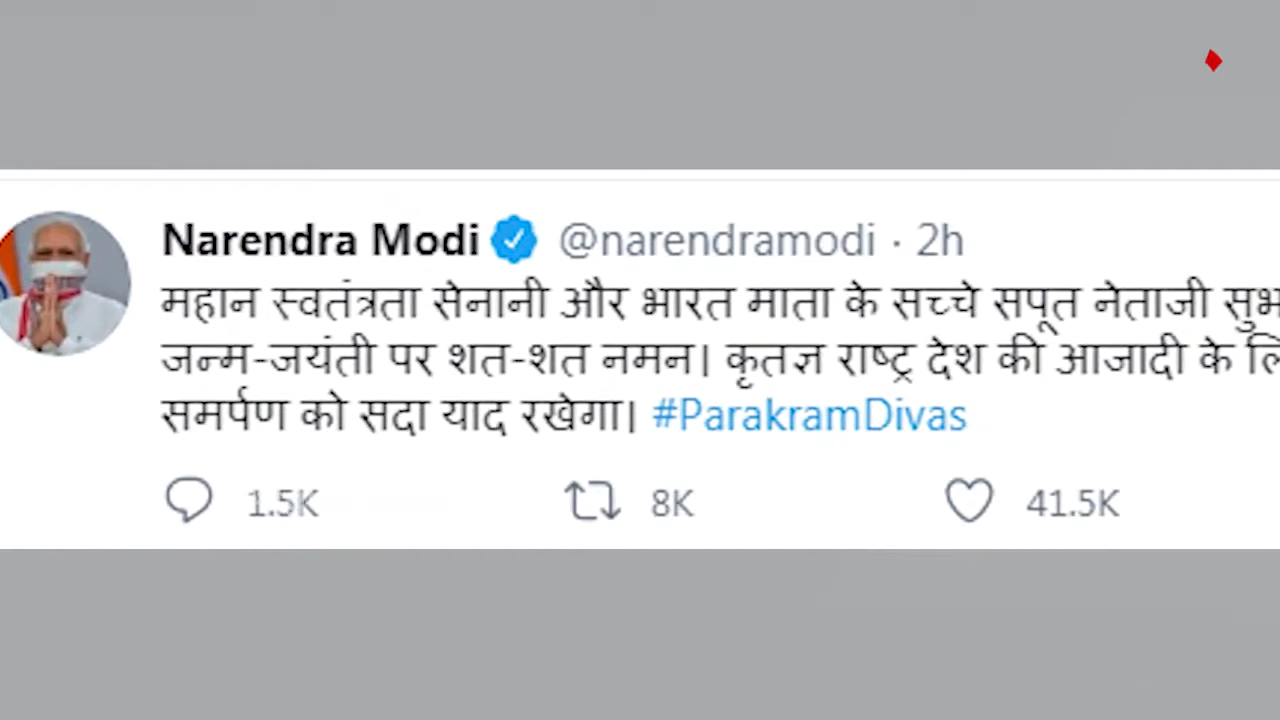 Narendra Modi @narendramodi · 2h
महान स्वतंत्रता सेनानी और भारत माता के सच्चे सपूत नेताजी
जन्म-जयंती पर शत-शत नमन। कृतज्ञ राष्ट्र देश की आजादी के
समर्पण को सदा याद रखेगा। #ParakramDivas
1.5K 8K 41.5K